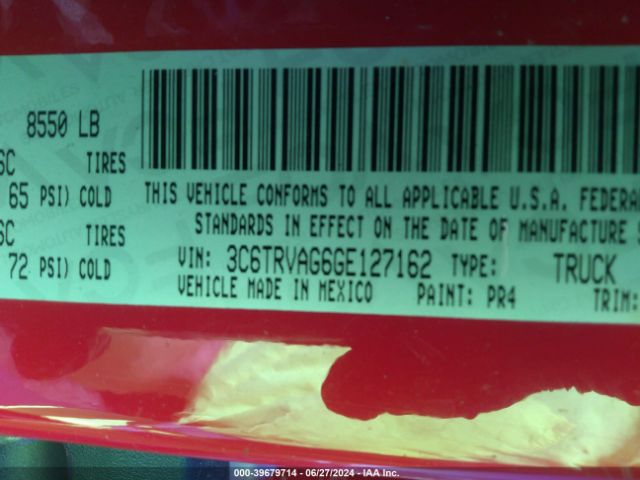 8550 LB
SC TIRES
65 PSI) COLD
SC TIRES
72 PSI) COLD
THIS VEHICLE CONFORMS TO ALL APPLICABLE U.S.A. FEDERA
STANDARDS IN EFFECT ON THE DATE OF MANUFACTURE S
VIN: 3C6TRVAG6GE127162 TYPE: TRUCK
VEHICLE MADE IN MEXICO PAINT: PR4 TRIM:
000-39679714 - 06/27/2024 - IAA Inc.